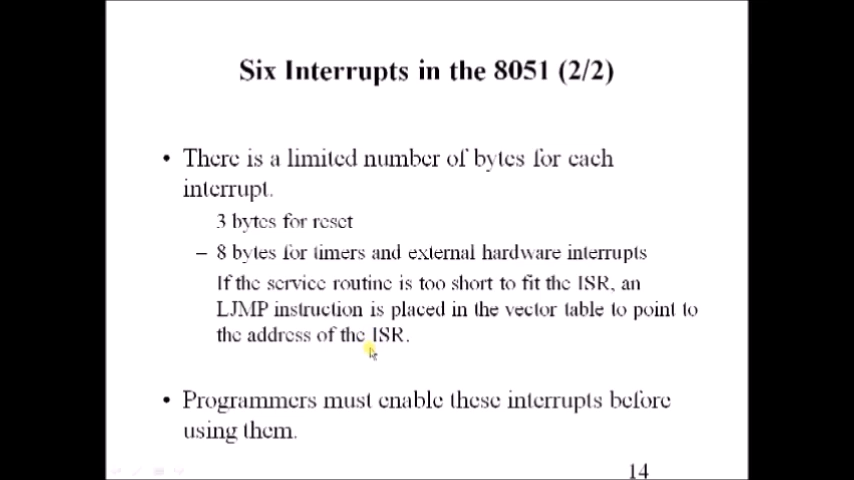 Six Interrupts in the 8051 (2/2)
• There is a limited number of bytes for each
interrupt.
3 bytes for reset
– 8 bytes for timers and external hardware interrupts
If the service routine is too short to fit the ISR, an
LJMP instruction is placed in the vector table to point to
the address of the ISR.
• Programmers must enable these interrupts before
using them.
14